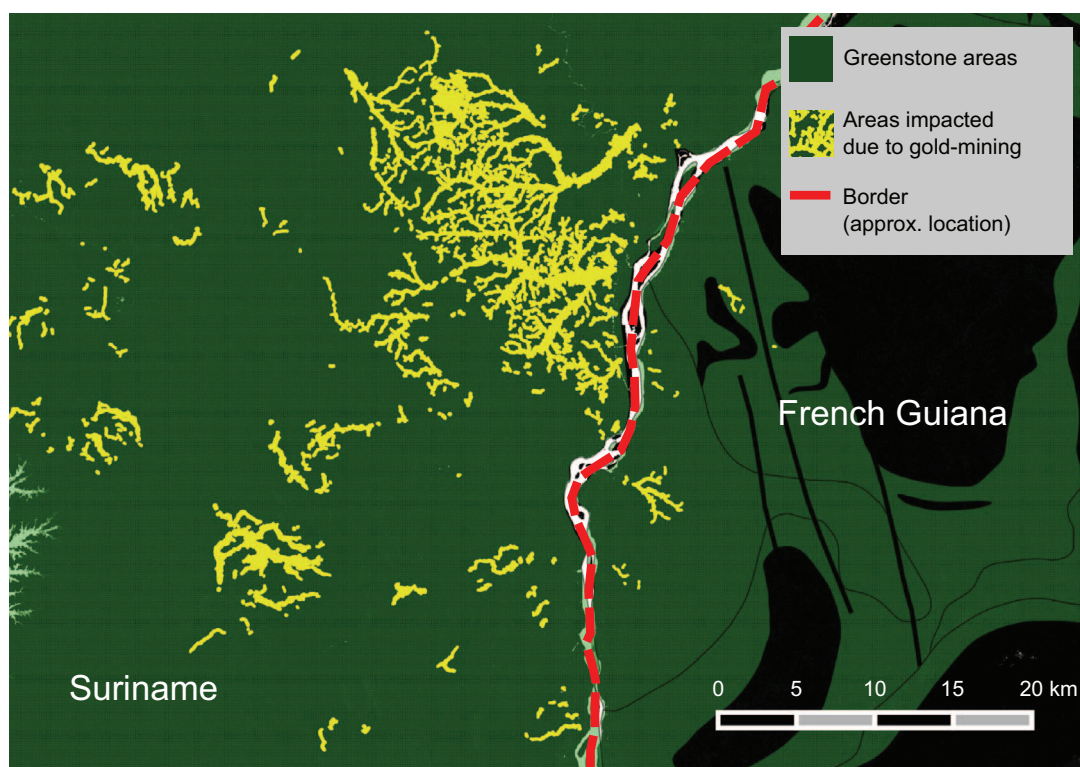 Greenstone areas
Areas impacted
due to gold-mining
Border
(approx. location)
French Guiana
Suriname
0 5 10 15 20 km